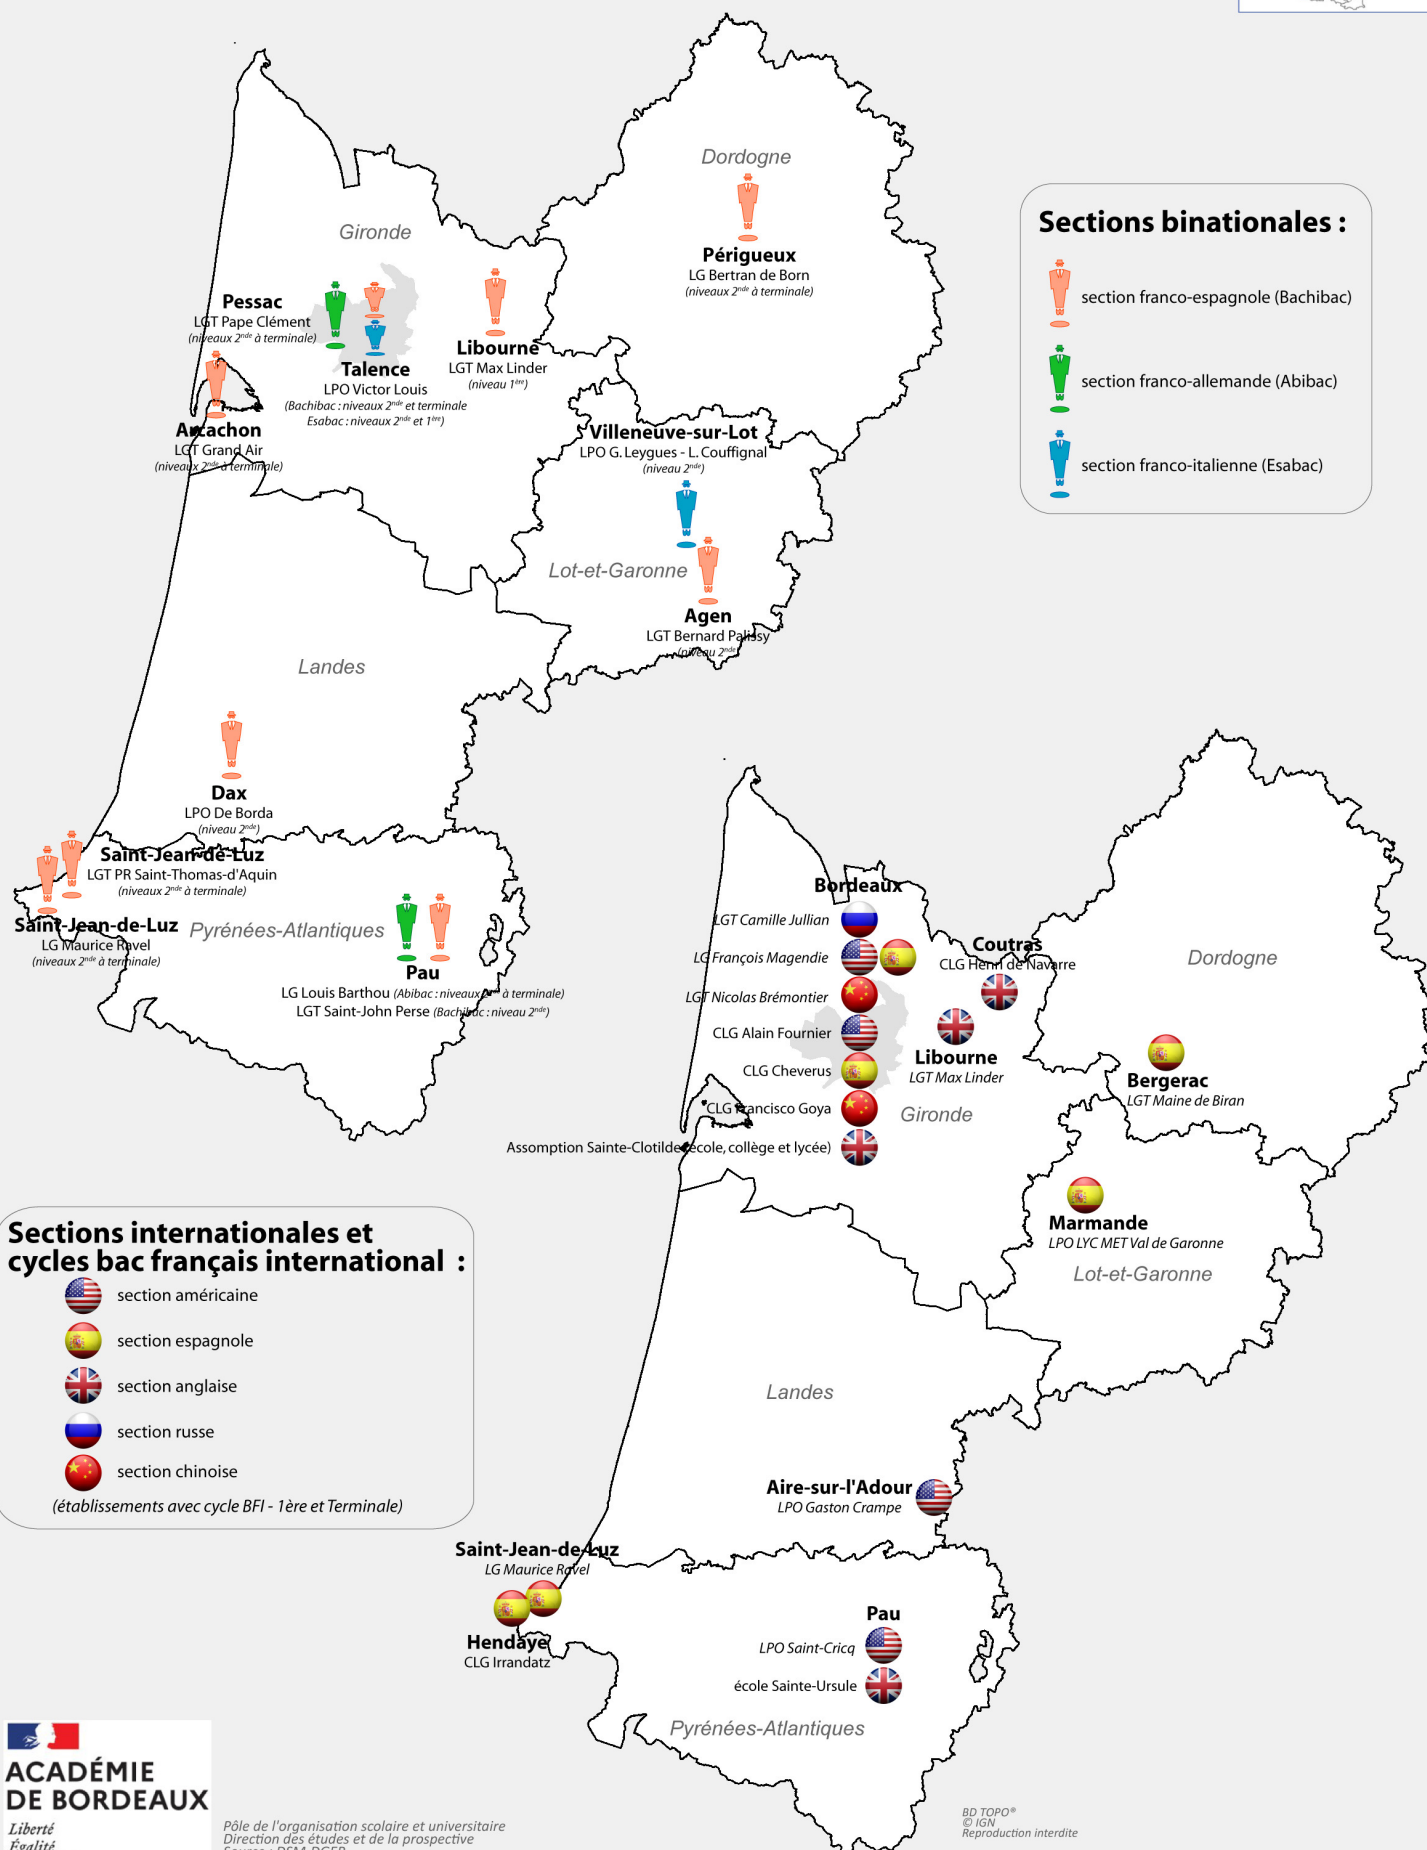 Dordogne
Périgueux
LG Bertran de Born
(niveaux 2nde à terminale)
Gironde
Pessac
LGT Pape Clément
(niveaux 2nde à terminale)
Talence
LPO Victor Louis
(Bachibac : niveaux 2nde et terminale
Esabac : niveaux 2nde et 1ère)
Libourne
LGT Max Linder
(niveau 1ère)
Arcachon
LGT Grand Air
(niveaux 2nde à terminale)
Villeneuve-sur-Lot
LPO G. Leygues - L. Couffignal
(niveau 2nde)
Lot-et-Garonne
Agen
LGT Bernard Palissy
(niveau 2nde)
Landes
Dax
LPO De Borda
(niveau 2nde)
Saint-Jean-de-Luz
LGT PR Saint-Thomas-d'Aquin
(niveaux 2nde à terminale)
Saint-Jean-de-Luz
LG Maurice Ravel
(niveaux 2nde à terminale)
Pyrénées-Atlantiques
Pau
LG Louis Barthou (Abibac : niveaux 2nde à terminale)
LGT Saint-John Perse (Bachibac : niveau 2nde)
Sections binationales :
section franco-espagnole (Bachibac)
section franco-allemande (Abibac)
section franco-italienne (Esabac)
Bordeaux
LGT Camille Jullian
LG François Magendie
LGT Nicolas Brémontier
CLG Alain Fournier
CLG Cheverus
CLG Francisco Goya
Assomption Sainte-Clotilde (école, collège et lycée)
Coutras
CLG Henri de Navarre
Libourne
LGT Max Linder
Gironde
Dordogne
Bergerac
LGT Maine de Biran
Marmande
LPO LYC MET Val de Garonne
Lot-et-Garonne
Landes
Aire-sur-l'Adour
LPO Gaston Crampe
Saint-Jean-de-Luz
LG Maurice Ravel
Hendaye
CLG Irrandatz
Pau
LPO Saint-Cricq
école Sainte-Ursule
Pyrénées-Atlantiques
Sections internationales et
cycles bac français international :
section américaine
section espagnole
section anglaise
section russe
section chinoise
(établissements avec cycle BFI - 1ère et Terminale)
ACADÉMIE
DE BORDEAUX
Liberté
Égalité
Pôle de l'organisation scolaire et universitaire
Direction des études et de la prospective
BD TOPO®
© IGN
Reproduction interdite